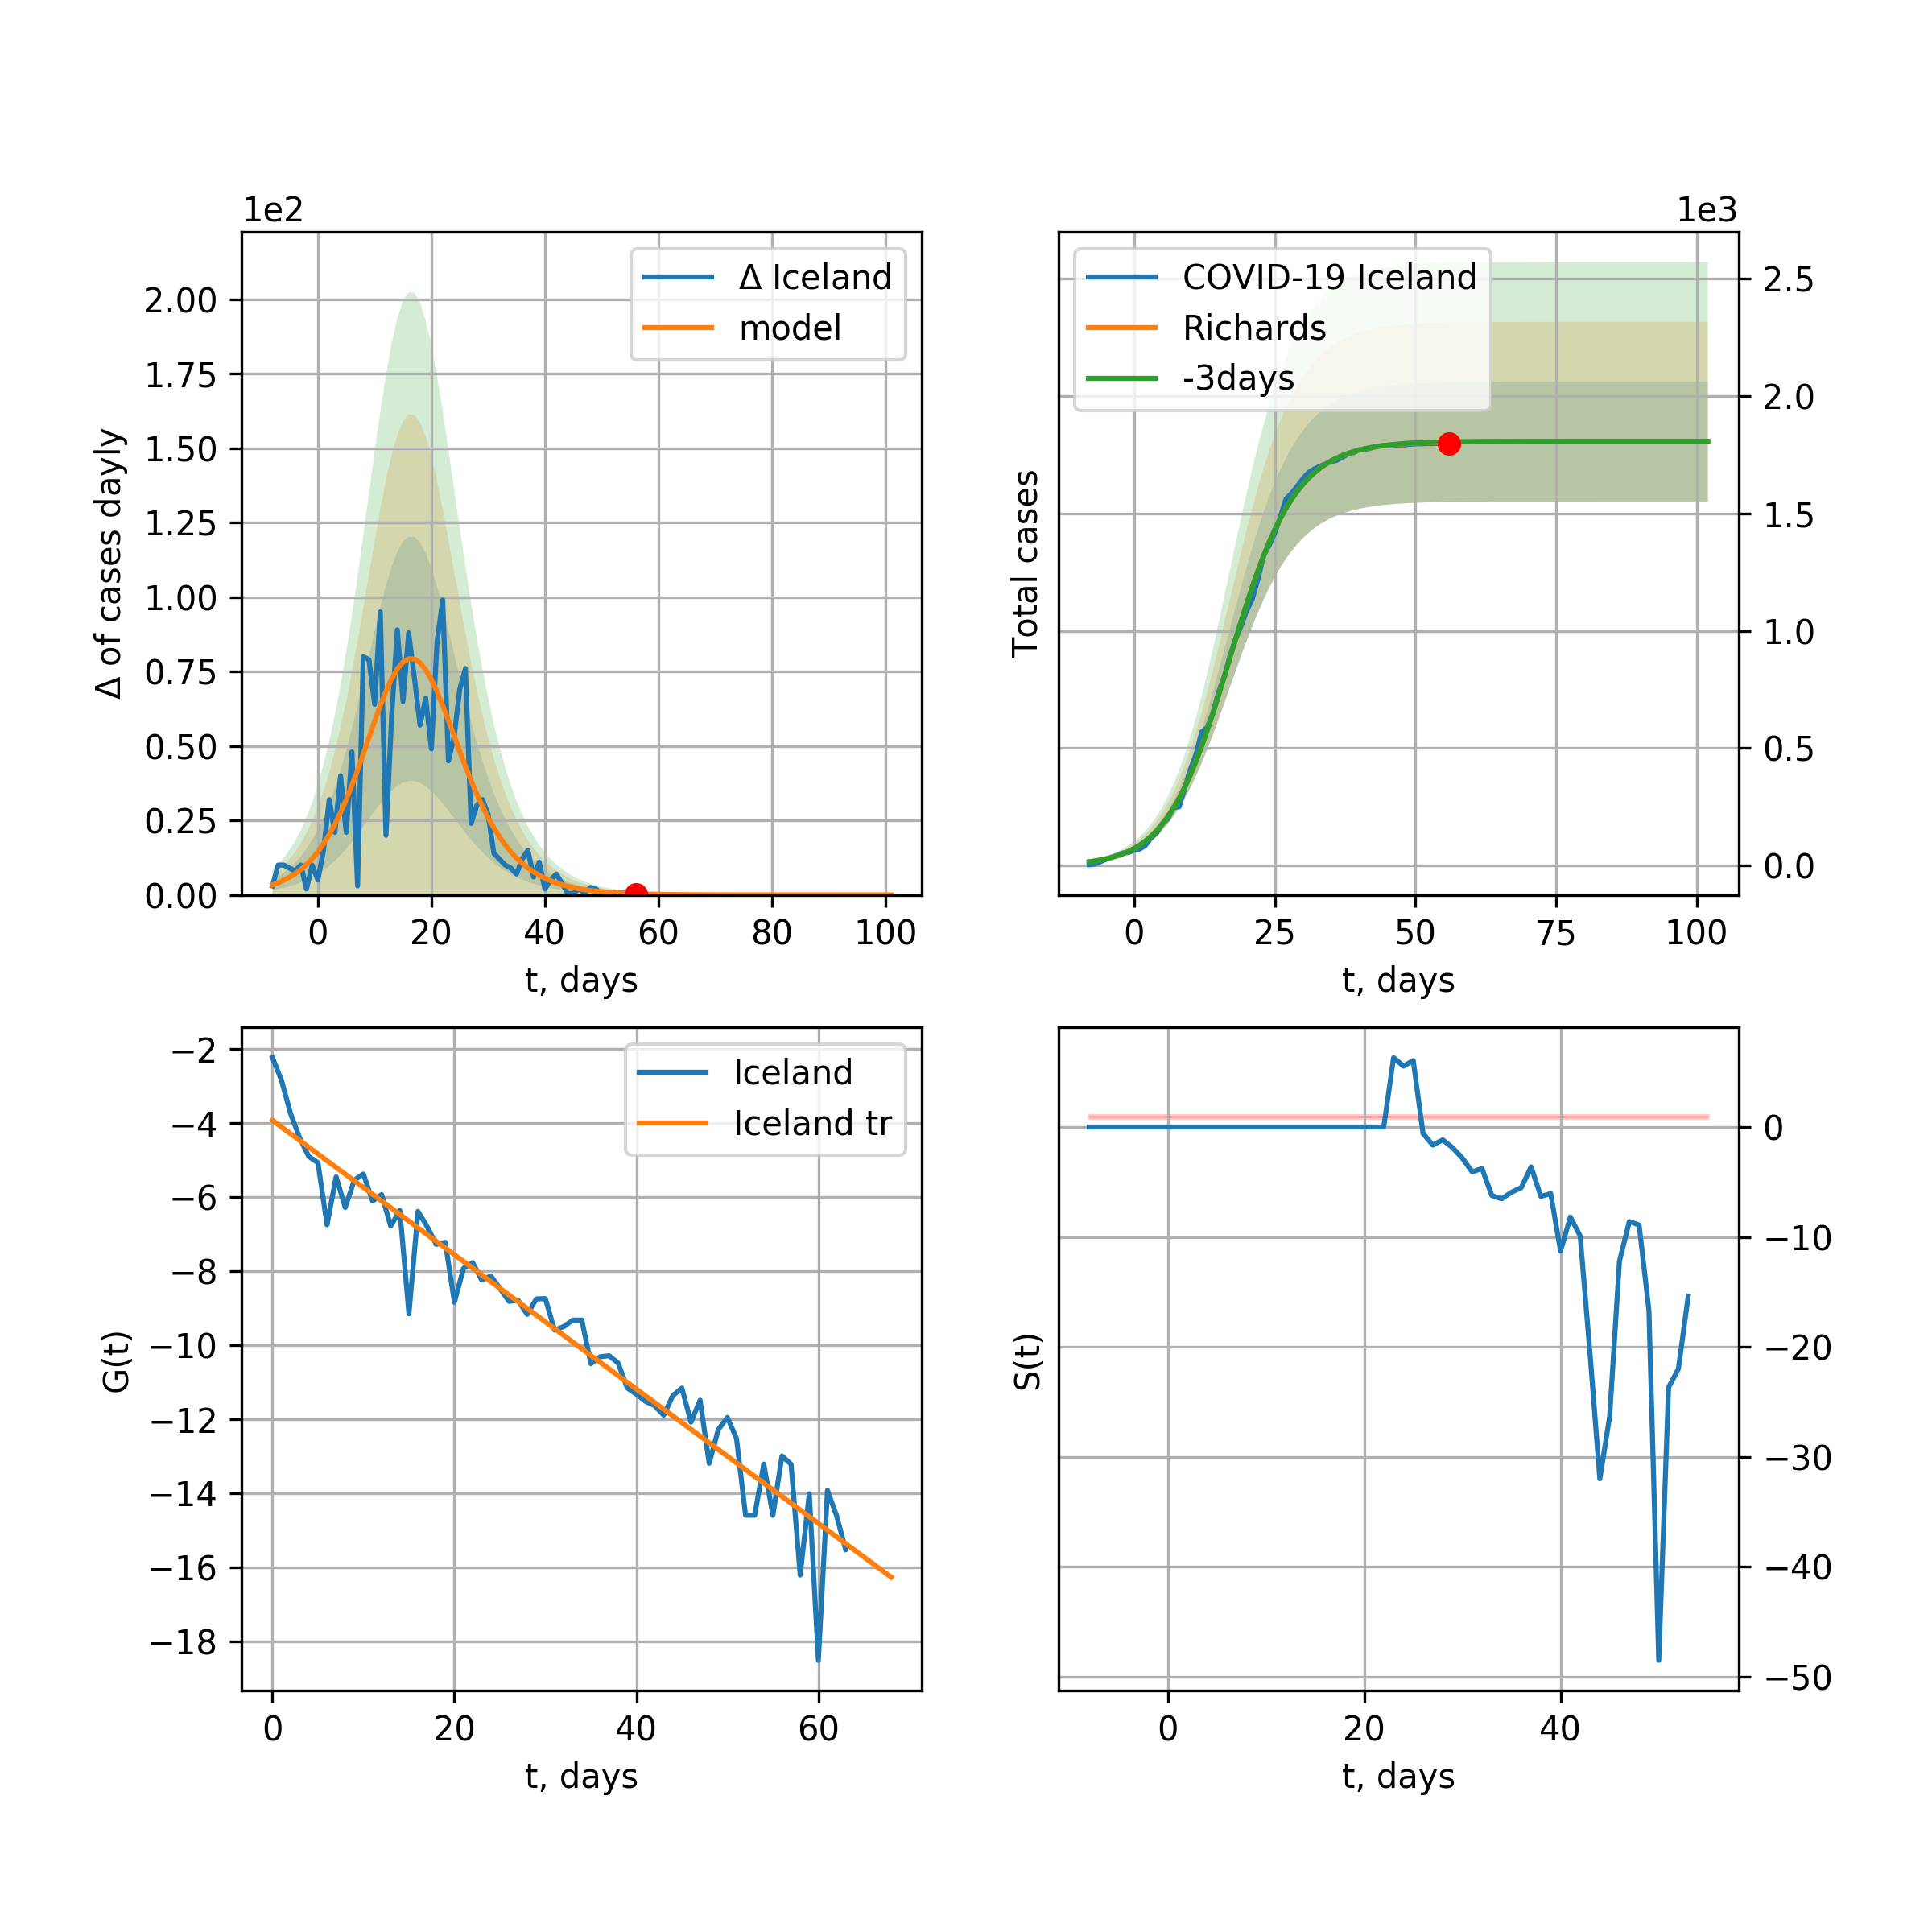 1e2
Δ Iceland
model
2.00
1.75
1.50
1.25
1.00
0.75
0.50
0.25
0.00
Δ of cases dayly
0 20 40 60 80 100
t, days
1e3
COVID-19 Iceland
Richards
-3days
2.5
2.0
1.5
1.0
0.5
0.0
Total cases
0 25 50 75 100
t, days
Iceland
Iceland tr
−2
−4
−6
−8
−10
−12
−14
−16
−18
G(t)
0 20 40 60
t, days
0
−10
−20
−30
−40
−50
S(t)
0 20 40
t, days